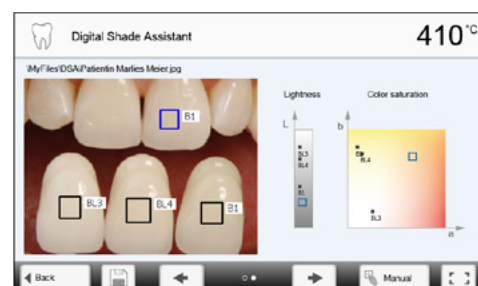 Digital Shade Assistant
410°C
\MyFiles\DSA\Patientin Marlies Meier.jpg
B1
BL3
BL4
B1
Lightness
L
BL3
BL4
B1
Color saturation
b
BL4
BL3
a
Back
Manual